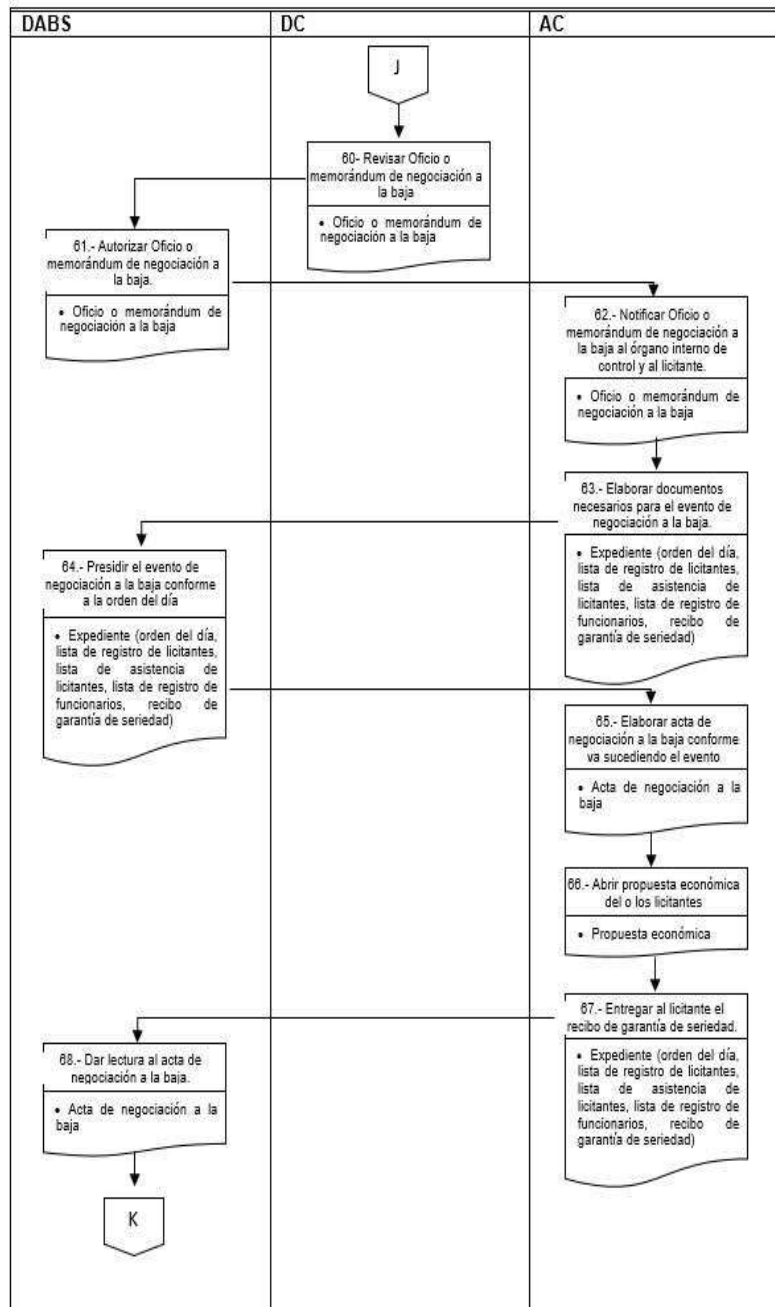 DABS
DC
AC
J
60- Revisar Oficio o
memorándum de negociación a
la baja
• Oficio o memorándum de
negociación a la baja
61.- Autorizar Oficio o
memorándum de negociación a
la baja.
• Oficio o memorándum de
negociación a la baja
62.- Notificar Oficio o
memorándum de negociación a
la baja al órgano interno de
control y al licitante.
• Oficio o memorándum de
negociación a la baja
63.- Elaborar documentos
necesarios para el evento de
negociación a la baja.
• Expediente (orden del día,
lista de registro de licitantes,
lista de asistencia de
licitantes, lista de registro de
funcionarios, recibo de
garantía de seriedad)
64.- Presidir el evento de
negociación a la baja conforme
a la orden del día
• Expediente (orden del día,
lista de registro de licitantes,
lista de asistencia de
licitantes, lista de registro de
funcionarios, recibo de
garantía de seriedad)
65.- Elaborar acta de
negociación a la baja conforme
va sucediendo el evento
• Acta de negociación a la
baja
66.- Abrir propuesta económica
del o los licitantes
• Propuesta económica
67.- Entregar al licitante el
recibo de garantía de seriedad.
• Expediente (orden del día,
lista de registro de licitantes,
lista de asistencia de
licitantes, lista de registro de
funcionarios, recibo de
garantía de seriedad)
68.- Dar lectura al acta de
negociación a la baja.
• Acta de negociación a la
baja
K